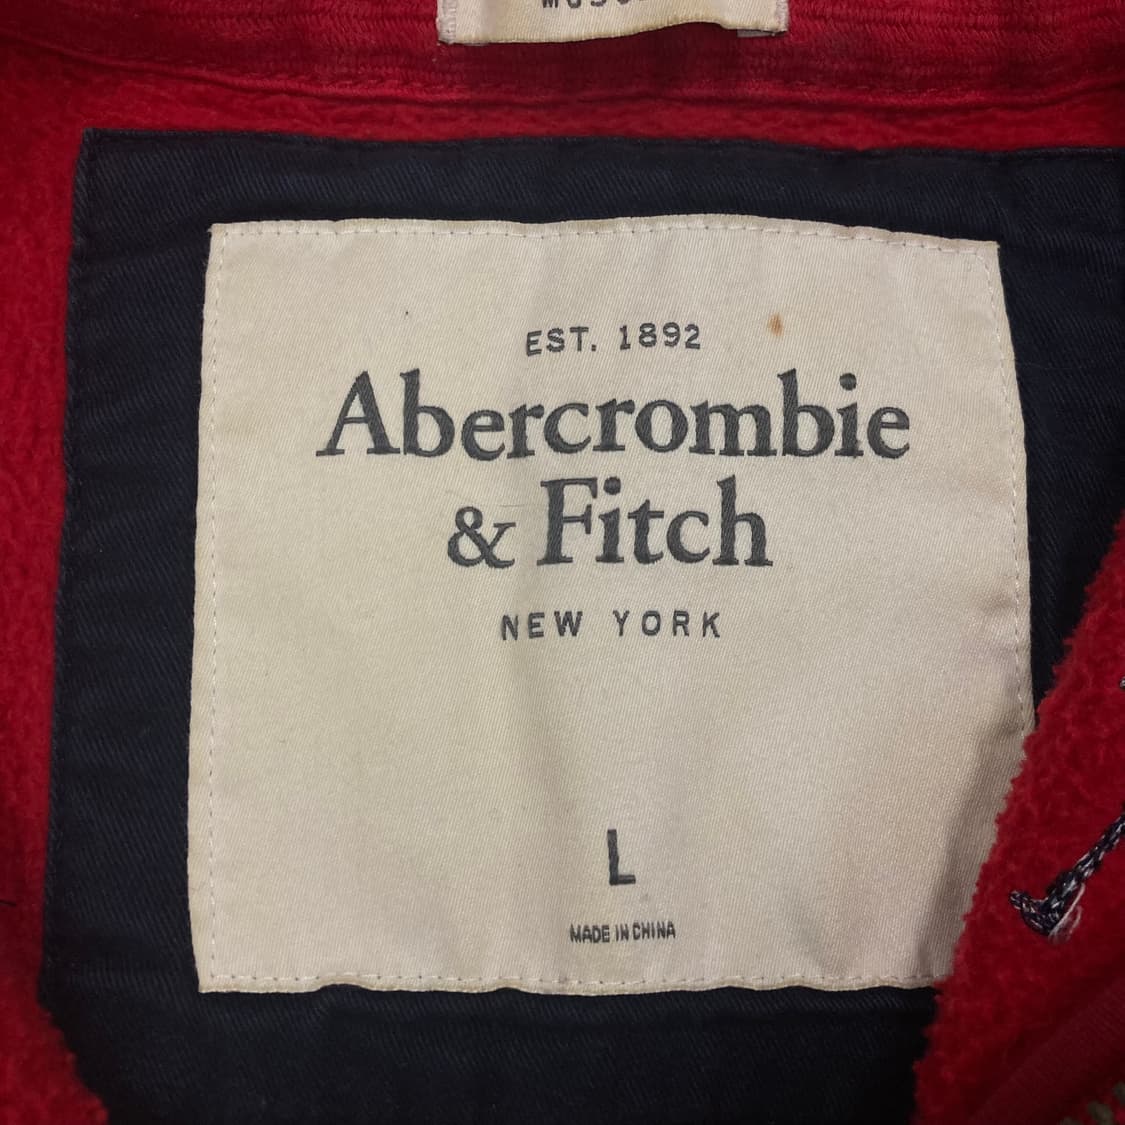 EST. 1892
Abercrombie
& Fitch
NEW YORK
L
MADE IN CHINA